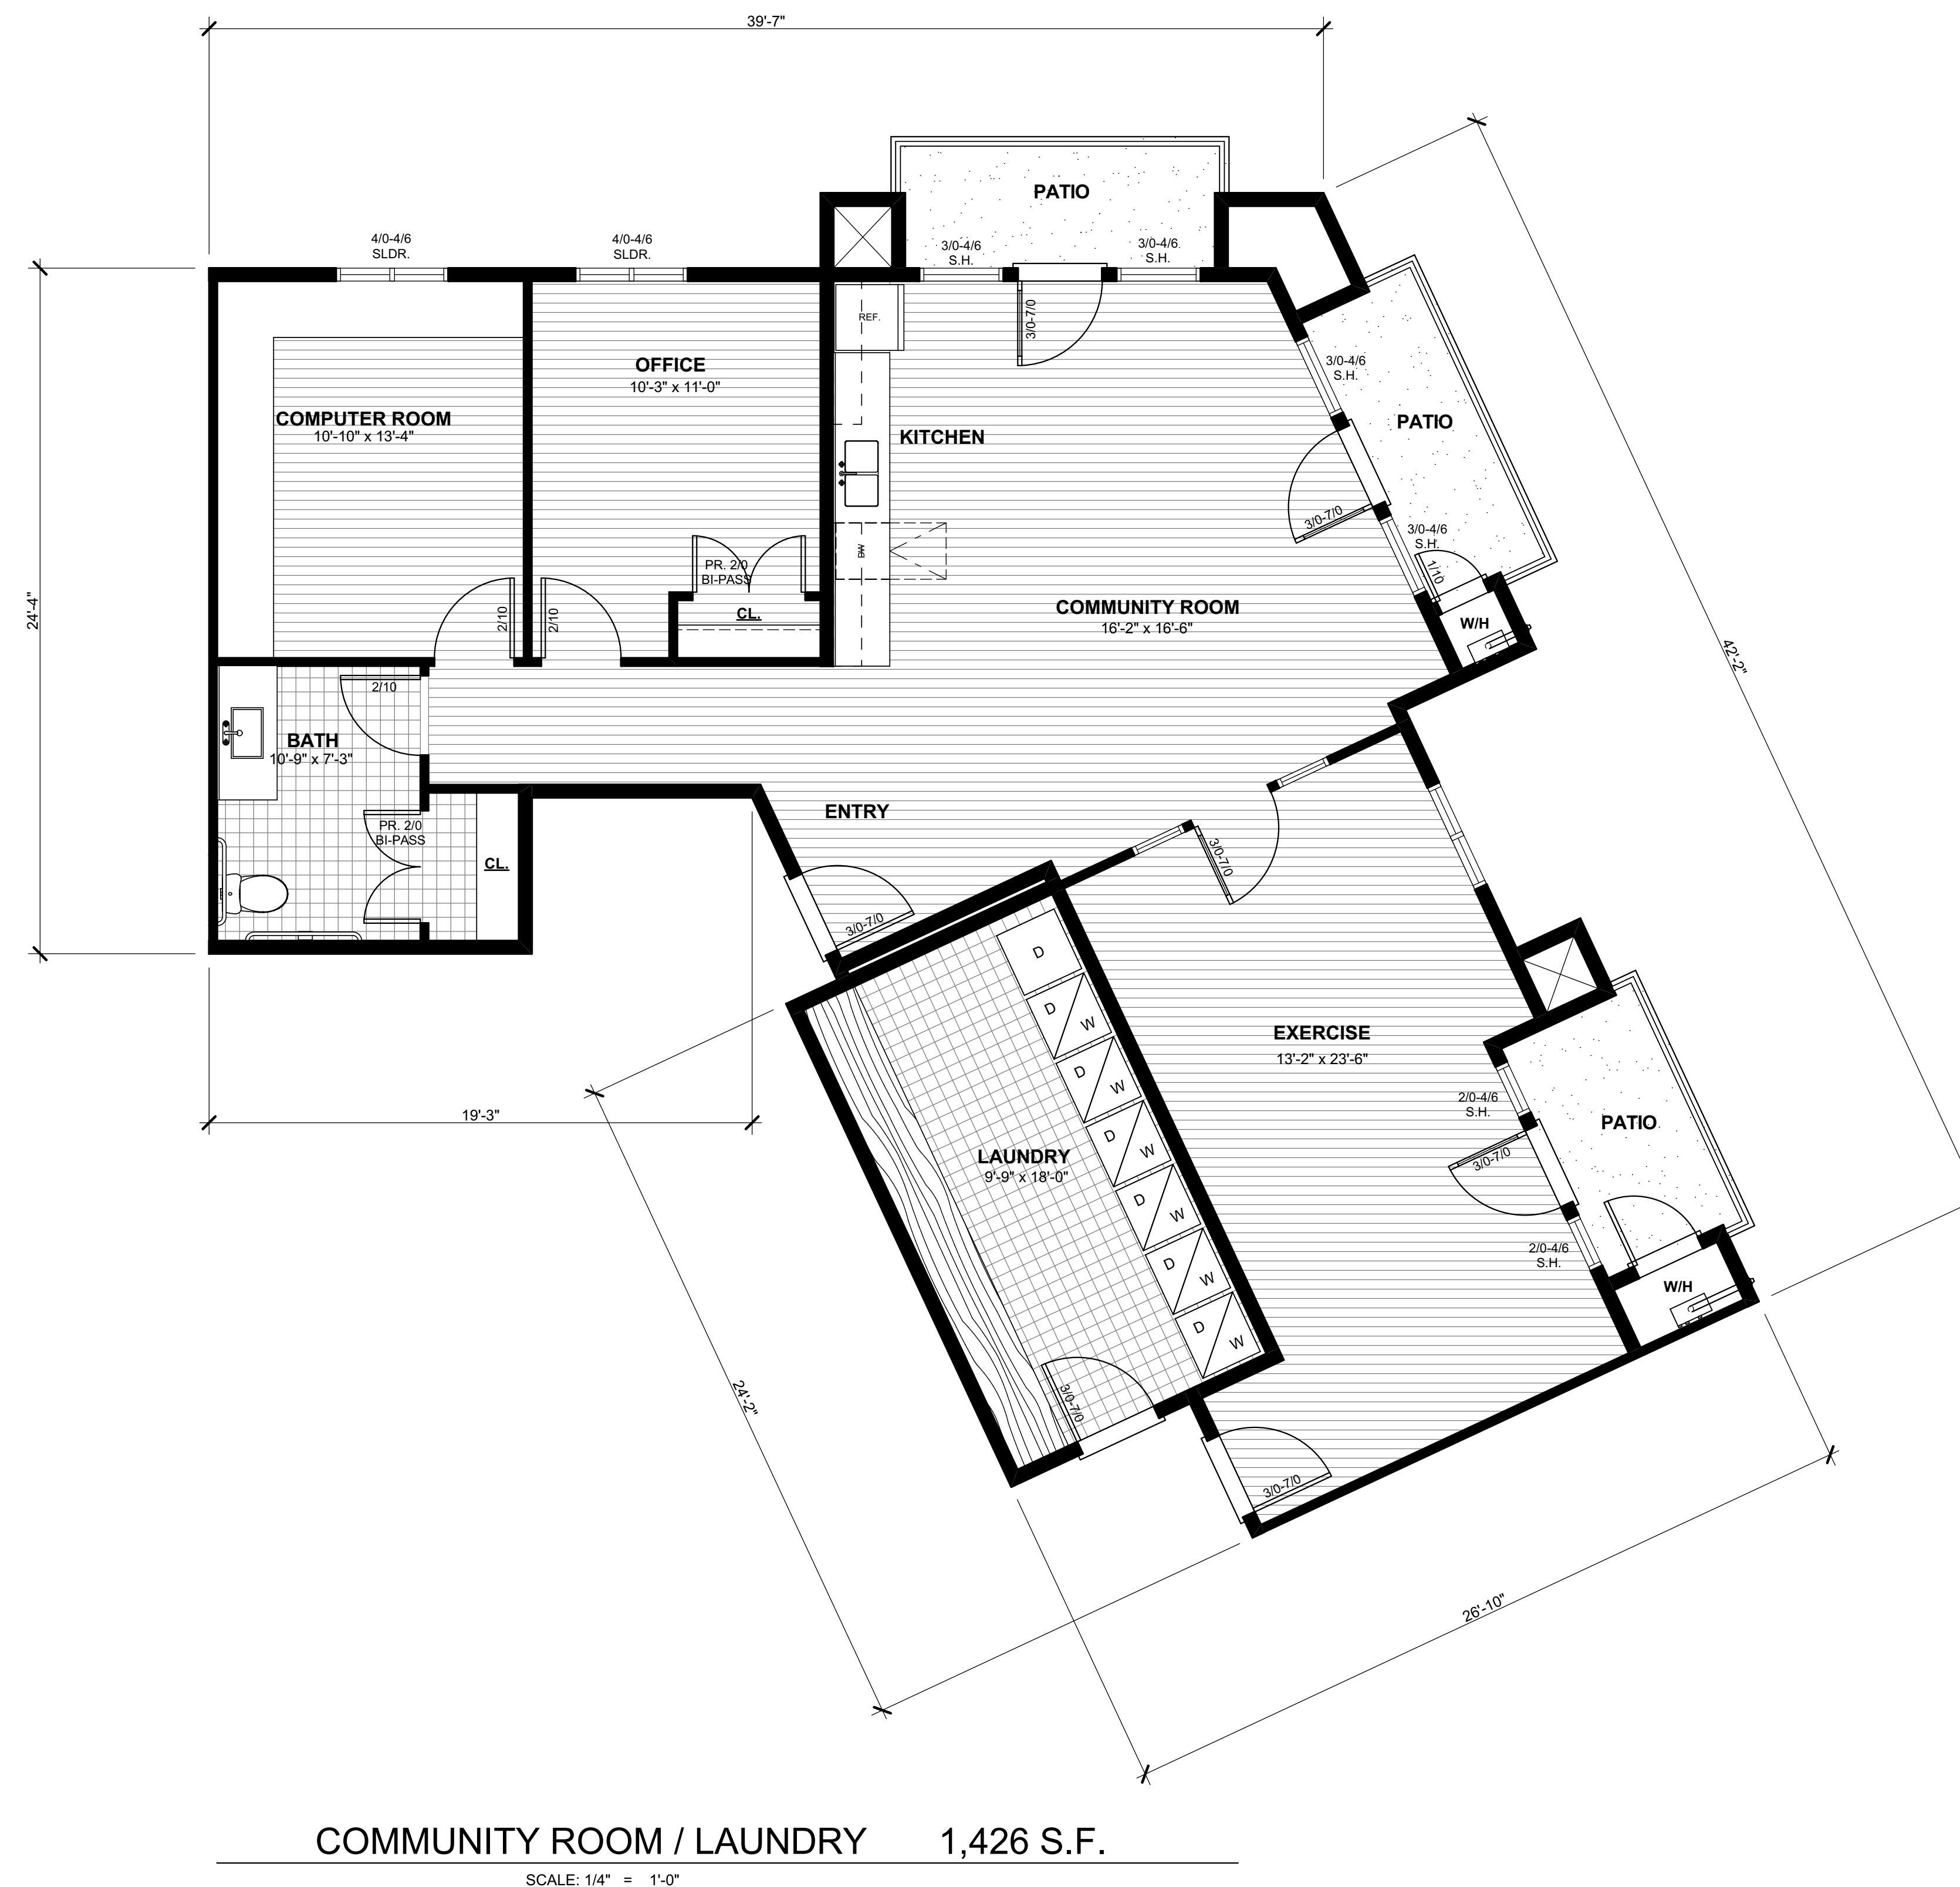 39'-7"
PATIO
4/0-4/6
SLDR.
4/0-4/6
SLDR.
3/0-4/6
S.H.
3/0-4/6
S.H.
REF.
3/0-7/0
OFFICE
10'-3" x 11'-0"
3/0-4/6
S.H.
COMPUTER ROOM
10'-10" x 13'-4"
KITCHEN
PATIO
3/0-7/0
3/0-4/6
S.H.
DW
PR. 2/0
BI-PASS
1/10
24'-4"
2/10
2/10
CL.
COMMUNITY ROOM
16'-2" x 16'-6"
W/H
42'-2"
2/10
BATH
10'-9" x 7'-3"
ENTRY
PR. 2/0
BI-PASS
CL.
3/0-7/0
3/0-7/0
D
D
W
EXERCISE
13'-2" x 23'-6"
D
W
19'-3"
2/0-4/6
S.H.
PATIO
D
W
LAUNDRY
9'-9" x 18'-0"
3/0-7/0
D
W
2/0-4/6
S.H.
D
W
W/H
D
W
24'-2"
3/0-7/0
3/0-7/0
26'-10"
COMMUNITY ROOM / LAUNDRY 1,426 S.F.
SCALE: 1/4" = 1'-0"